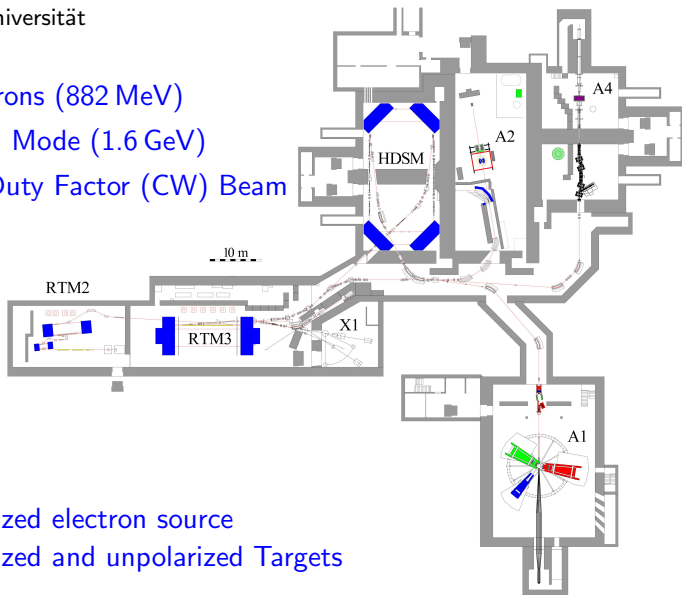 niversität
rons (882 MeV)
Mode (1.6 GeV)
Duty Factor (CW) Beam
A4
A2
HDSM
10 m
RTM2
RTM3
X1
A1
zed electron source
zed and unpolarized Targets